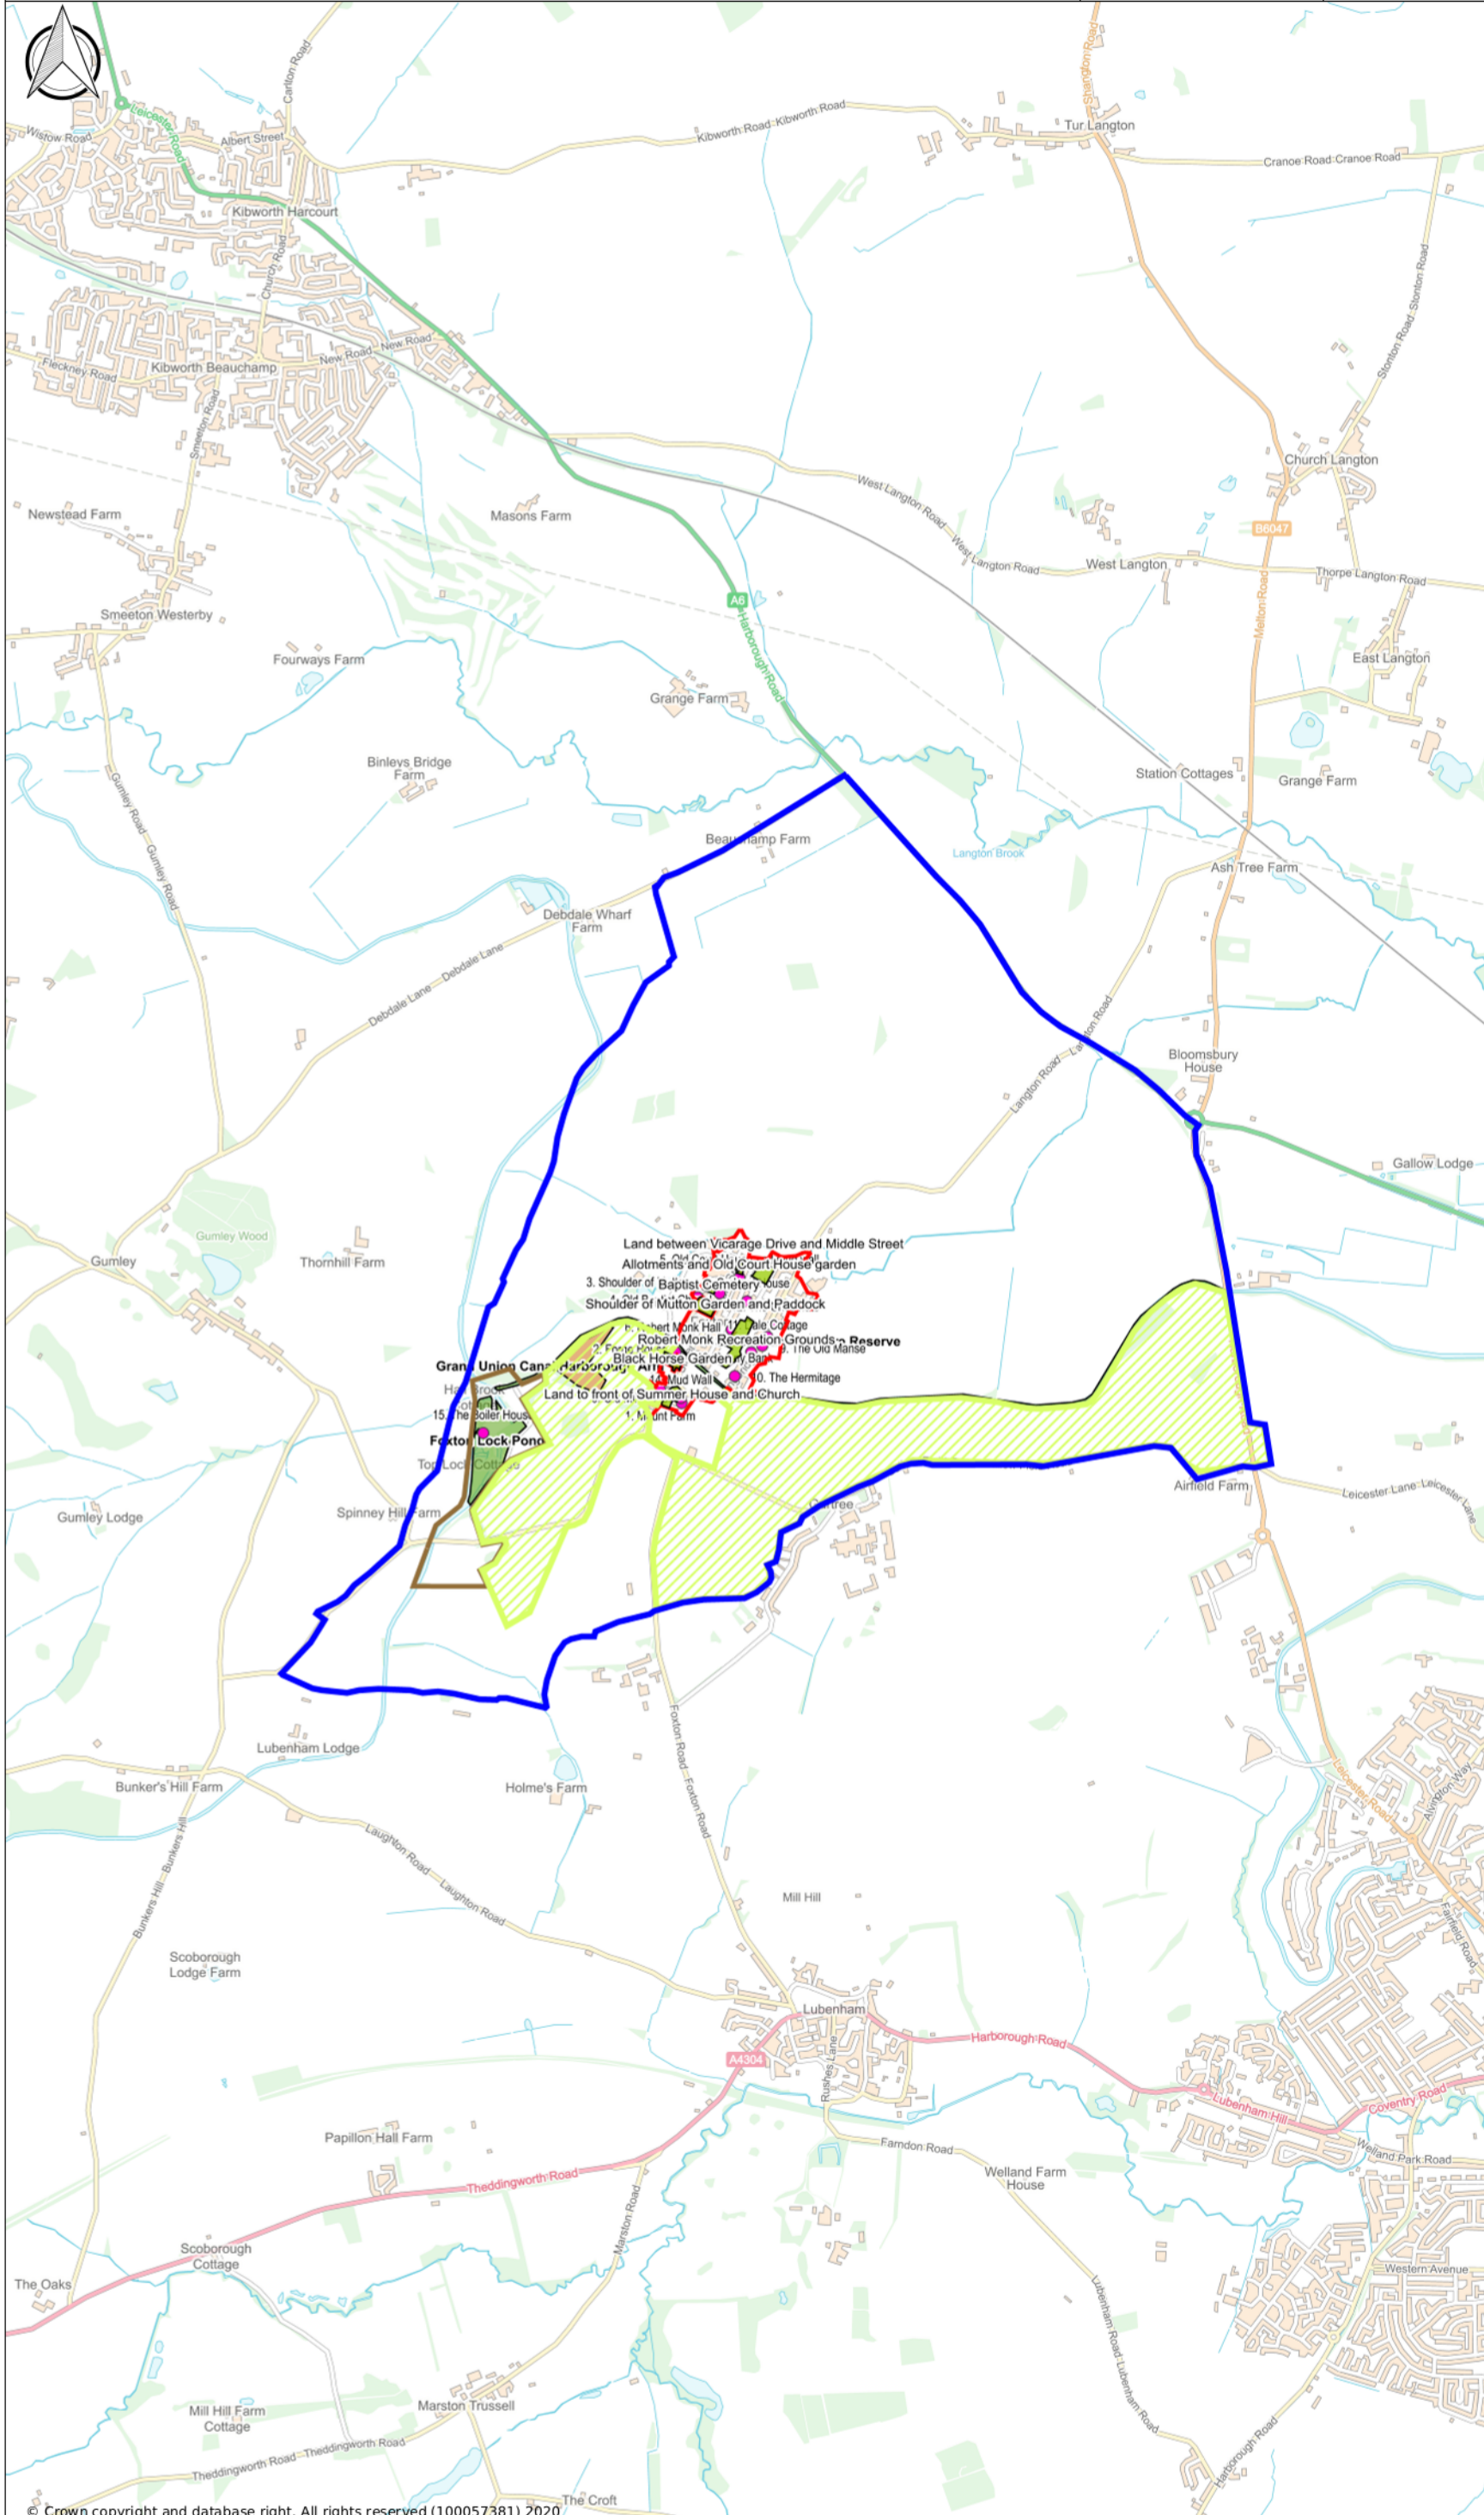 Shangton Road
Carlton Road
Leicester Road
Wistow Road
Albert Street
Kibworth Road Kibworth Road
Tur Langton
Cranoe Road Cranoe Road
Kibworth Harcourt
Church Road
Stonton Road Stonton Road
New Road New Road
Kibworth Beauchamp
Fleckney Road
Smeeton Road
Church Langton
West Langton Road
Newstead Farm
Masons Farm
B6047
West Langton Road
West Langton
Thorpe Langton Road
A6
Smeeton Westerby
Melton Road
Harborough Road
Fourways Farm
East Langton
Grange Farm
Binleys Bridge
Farm
Station Cottages
Grange Farm
Gumley Road Gumley Road
Langton Brook
Ash Tree Farm
Debdale Wharf
Farm
Debdale Lane Debdale Lane
Langton Road
Bloomsbury
House
Gallow Lodge
Gumley Wood
Gumley
Thornhill Farm
Land between Vicarage Drive and Middle Street
Allotments and Old Court House garden
3. Shoulder of
Baptist Cemetery
Shoulder of Mutton Garden and Paddock
Robert Monk Recreation Grounds
Reserve
9. The Old Manse
Black Horse Garden
14. Mud Wall
10. The Hermitage
Land to front of Summer House and Church
1. Mount Farm
15. The Boiler House
Foxton Lock Pond
Spinney Hill Farm
Gumley Lodge
Airfield Farm
Leicester Lane Leicester Lane
Lubenham Lodge
Bunker's Hill Farm
Holme's Farm
Foxton Road Foxton Road
Leicester Road
Alvington Way
Laughton Road
Laughton Road
Bunkers Hill Bunkers Hill
Mill Hill
Fairfield Road
Scoborough
Lodge Farm
Lubenham
Harborough Road
A4304
Rushes Lane
Lubenham Hill
Coventry Road
Papillon Hall Farm
Farndon Road
Welland Park Road
Theddingworth Road
Welland Farm
House
Marston Road
Scoborough
Cottage
The Oaks
Western Avenue
Lubenham Road Lubenham Road
Marston Trussell
Mill Hill Farm
Cottage
Theddingworth Road Theddingworth Road
Harborough Road
The Croft
© Crown copyright and database right. All rights reserved (100057381) 2020